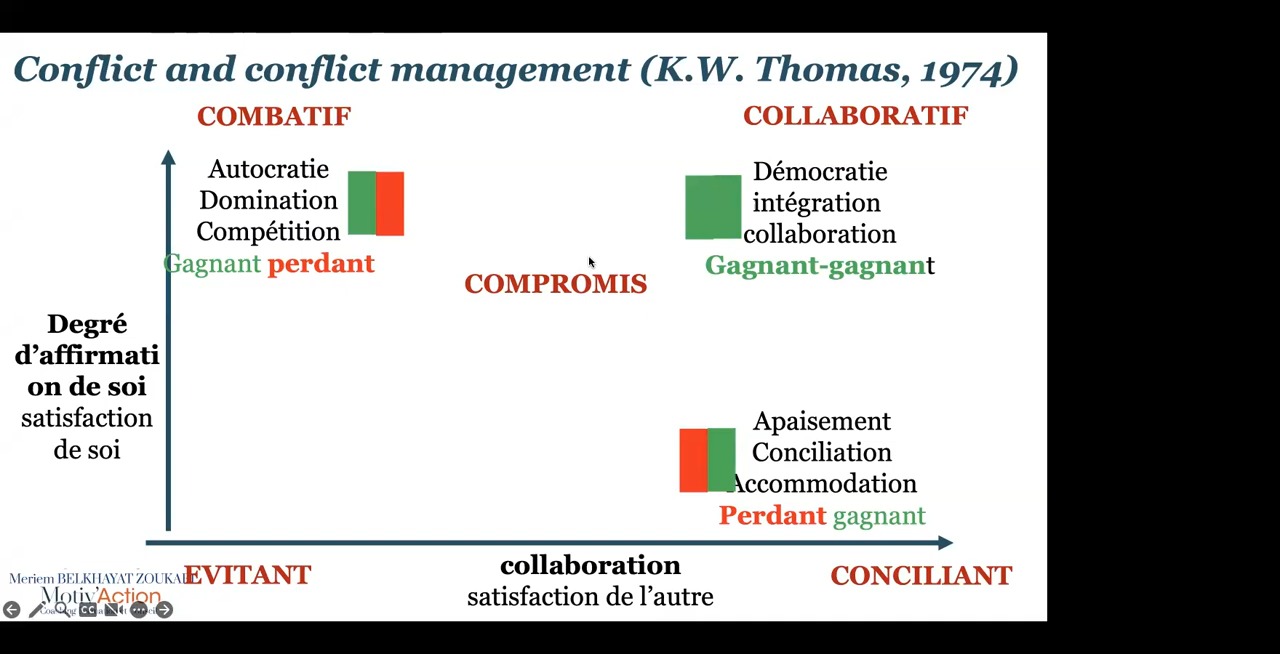 Conflict and conflict management (K.W. Thomas, 1974)
COMBATIF
COLLABORATIF
Autocratie
Domination
Compétition
Gagnant perdant
Démocratie
intégration
collaboration
Gagnant-gagnant
COMPROMIS
Degré
d’affirmati
on de soi
satisfaction
de soi
Apaisement
Conciliation
Accommodation
Perdant gagnant
collaboration
satisfaction de l’autre
EVITANT
CONCILIANT
Meriem BELKHAYAT ZOUKA
Motiv'Action
CC